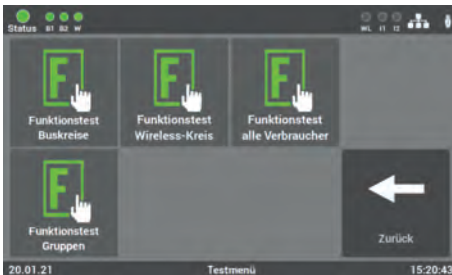 Status B1 B2 W WL I1 I2
Funktionstest Funktionstest Funktionstest
Buskreise Wireless-Kreis alle Verbraucher
Funktionstest
Gruppen Zurück
20.01.21 Testmenü 15:20:43